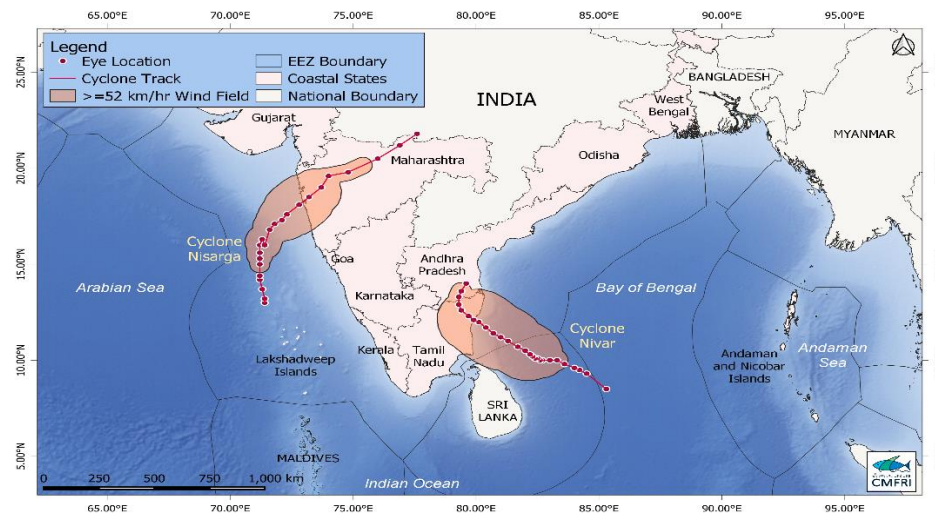 65.00°E 70.00°E 75.00°E 80.00°E 85.00°E 90.00°E 95.00°E
Legend
Eye Location
Cyclone Track
>=52 km/hr Wind Field
EEZ Boundary
Coastal States
National Boundary
25.00°N
20.00°N
15.00°N
10.00°N
5.00°N
INDIA
BANGLADESH
West
Bengal
MYANMAR
Gujarat
Maharashtra
Odisha
Cyclone
Nisarga
Goa
Andhra
Pradesh
Arabian Sea
Karnataka
Bay of Bengal
Cyclone
Nivar
Kerala
Tamil
Nadu
Lakshadweep
Islands
Andaman
and Nicobar
Islands
Andaman
Sea
SRI
LANKA
MALDIVES
Indian Ocean
0 250 500 750 1,000 km
CMFRI
65.00°E 70.00°E 75.00°E 80.00°E 85.00°E 90.00°E 95.00°E